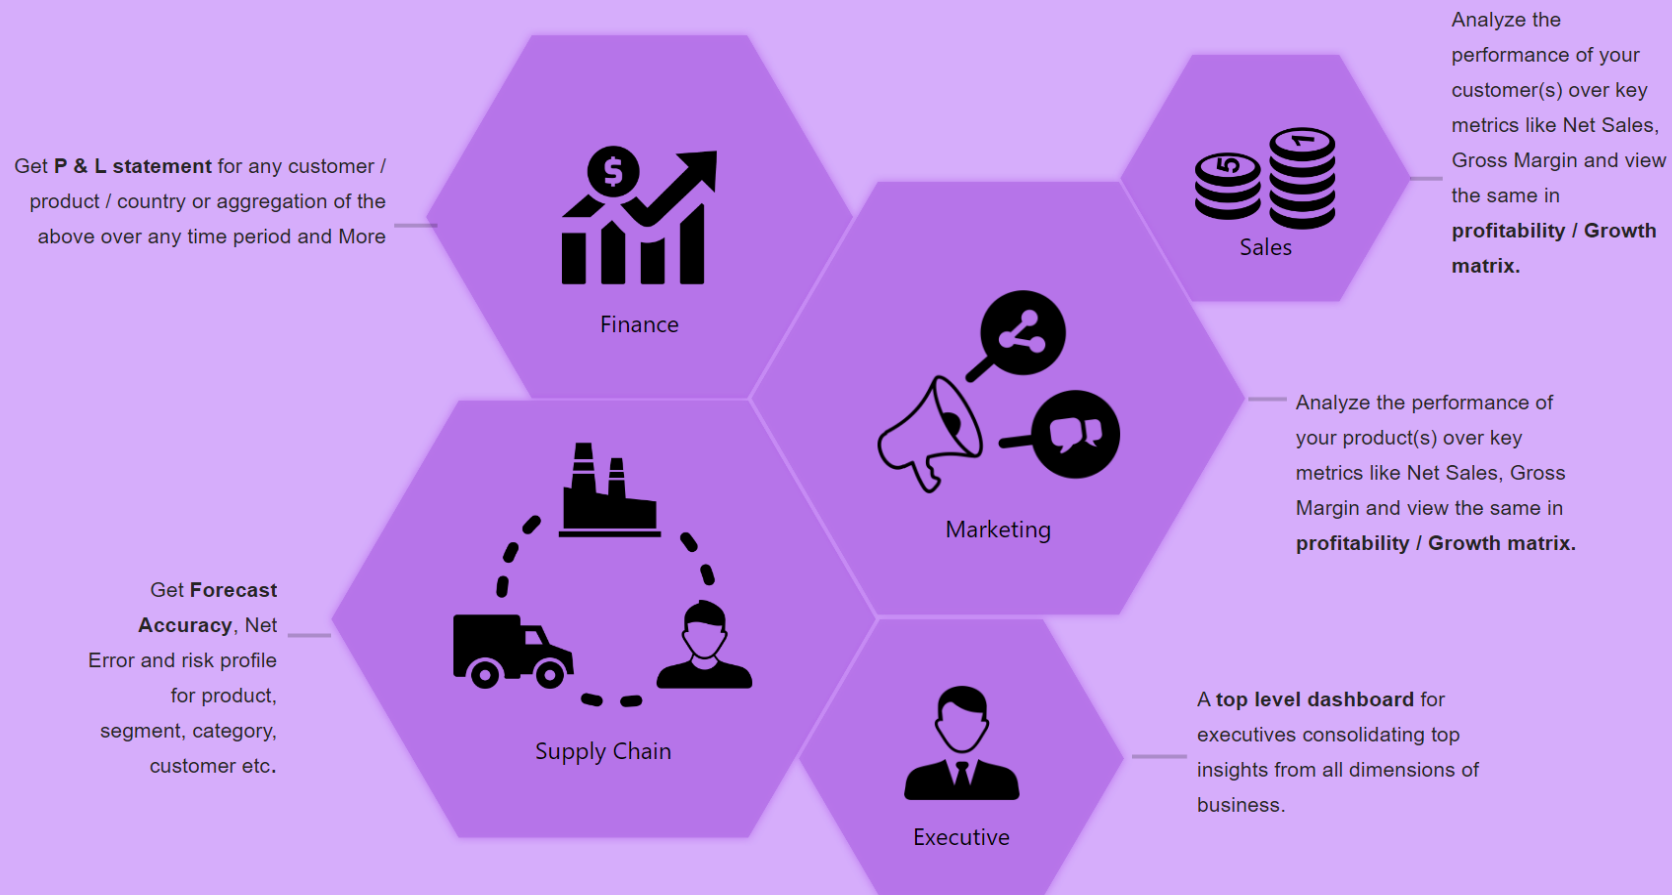 Get P & L statement for any customer /
product / country or aggregation of the
above over any time period and More
Finance
5
1
Sales
Analyze the
performance of your
customer(s) over key
metrics like Net Sales,
Gross Margin and view
the same in
profitability / Growth
matrix.
$
Marketing
Analyze the performance of
your product(s) over key
metrics like Net Sales, Gross
Margin and view the same in
profitability / Growth matrix.
Get Forecast
Accuracy, Net
Error and risk profile
for product,
segment, category,
customer etc.
Supply Chain
Executive
A top level dashboard for
executives consolidating top
insights from all dimensions of
business.